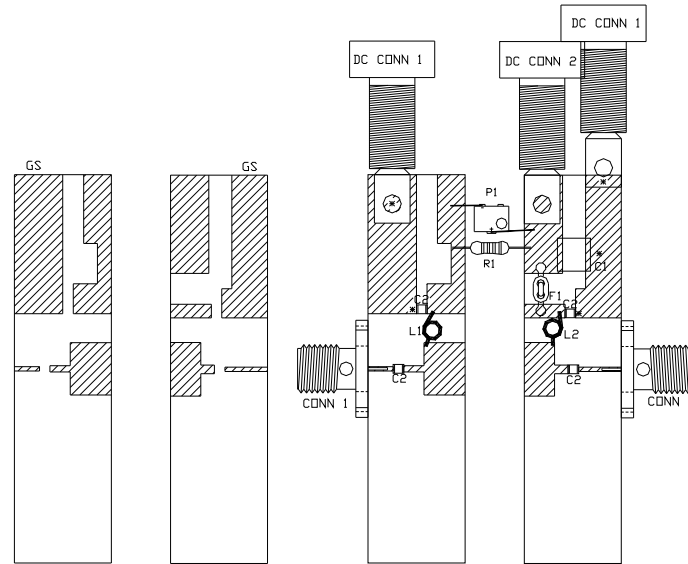 DC CONN 1
DC CONN 1
DC CONN 2
GS
GS
P1
R1
C1
F1
C2
C2
L1
L2
C2
C2
CONN 1
CONN